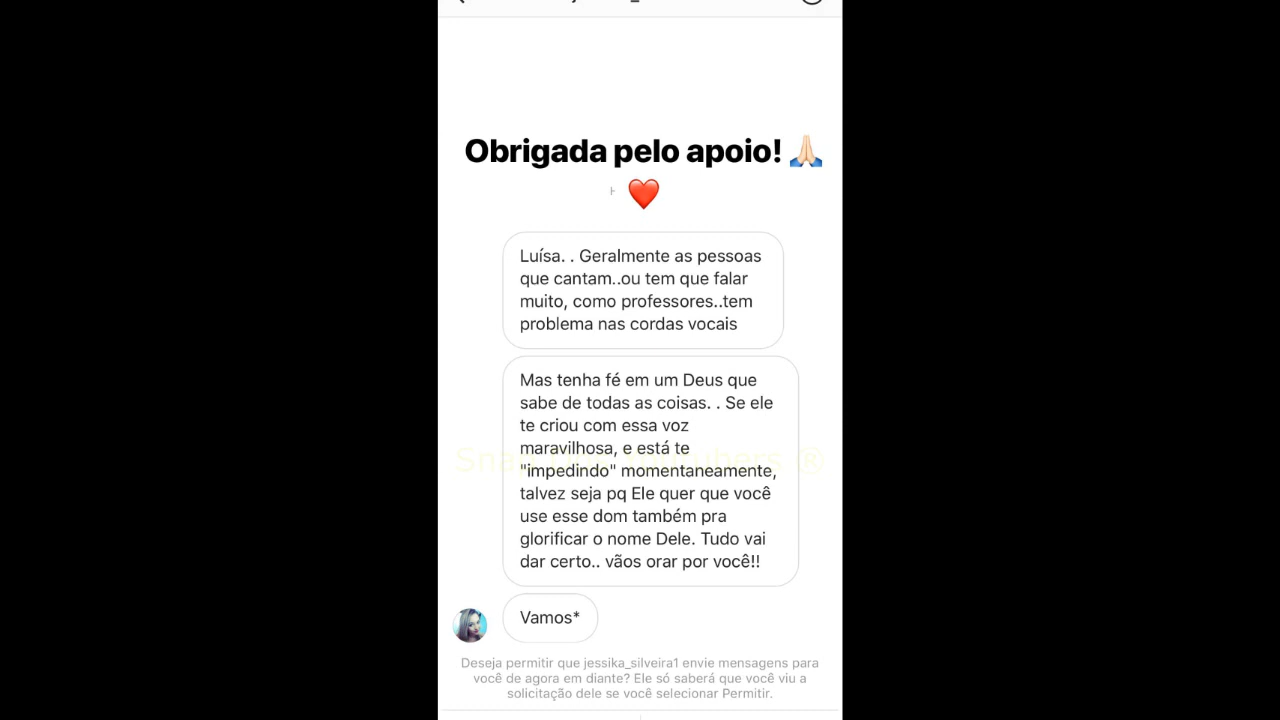 Obrigada pelo apoio! 🙏🏻
❤️
Luísa. . Geralmente as pessoas
que cantam..ou tem que falar
muito, como professores..tem
problema nas cordas vocais
Mas tenha fé em um Deus que
sabe de todas as coisas. . Se ele
te criou com essa voz
maravilhosa, e está te
"impedindo" momentaneamente,
talvez seja pq Ele quer que você
use esse dom também pra
glorificar o nome Dele. Tudo vai
dar certo.. vãos orar por você!!
Vamos*
Deseja permitir que jessika_silveira1 envie mensagens para
você de agora em diante? Ele só saberá que você viu a
solicitação dele se você selecionar Permitir.